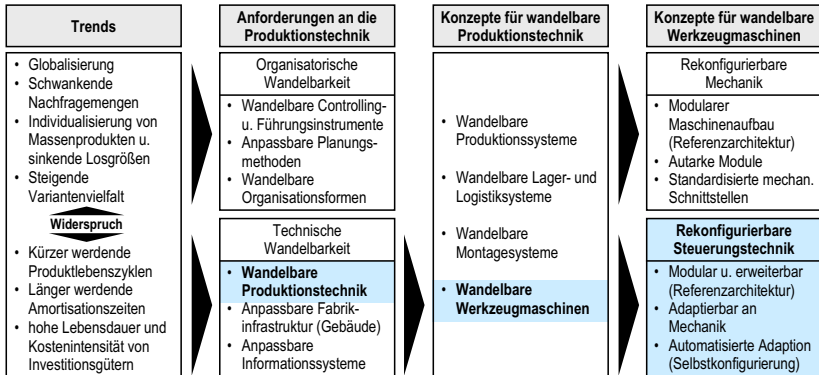 Trends
• Globalisierung
• Schwankende
Nachfragemengen
• Individualisierung von
Massenprodukten u.
sinkende Losgrößen
• Steigende
Variantenvielfalt
Widerspruch
• Kürzer werdende
Produktlebenszyklen
• Länger werdende
Amortisationszeiten
• hohe Lebensdauer und
Kostenintensität von
Investitionsgütern
Anforderungen an die
Produktionstechnik
Organisatorische
Wandelbarkeit
• Wandelbare Controlling-
u. Führungsinstrumente
• Anpassbare Planungs-
methoden
• Wandelbare
Organisationsformen
Technische
Wandelbarkeit
• Wandelbare
Produktionstechnik
• Anpassbare Fabrik-
infrastruktur (Gebäude)
• Anpassbare
Informationssysteme
Konzepte für wandelbare
Produktionstechnik
• Wandelbare
Produktionssysteme
• Wandelbare Lager- und
Logistiksysteme
• Wandelbare
Montagesysteme
• Wandelbare
Werkzeugmaschinen
Konzepte für wandelbare
Werkzeugmaschinen
Rekonfigurierbare
Mechanik
• Modularer
Maschinenaufbau
(Referenzarchitektur)
• Autarke Module
• Standardisierte mechan.
Schnittstellen
Rekonfigurierbare
Steuerungstechnik
• Modular u. erweiterbar
(Referenzarchitektur)
• Adaptierbar an
Mechanik
• Automatisierte Adaption
(Selbstkonfigurierung)